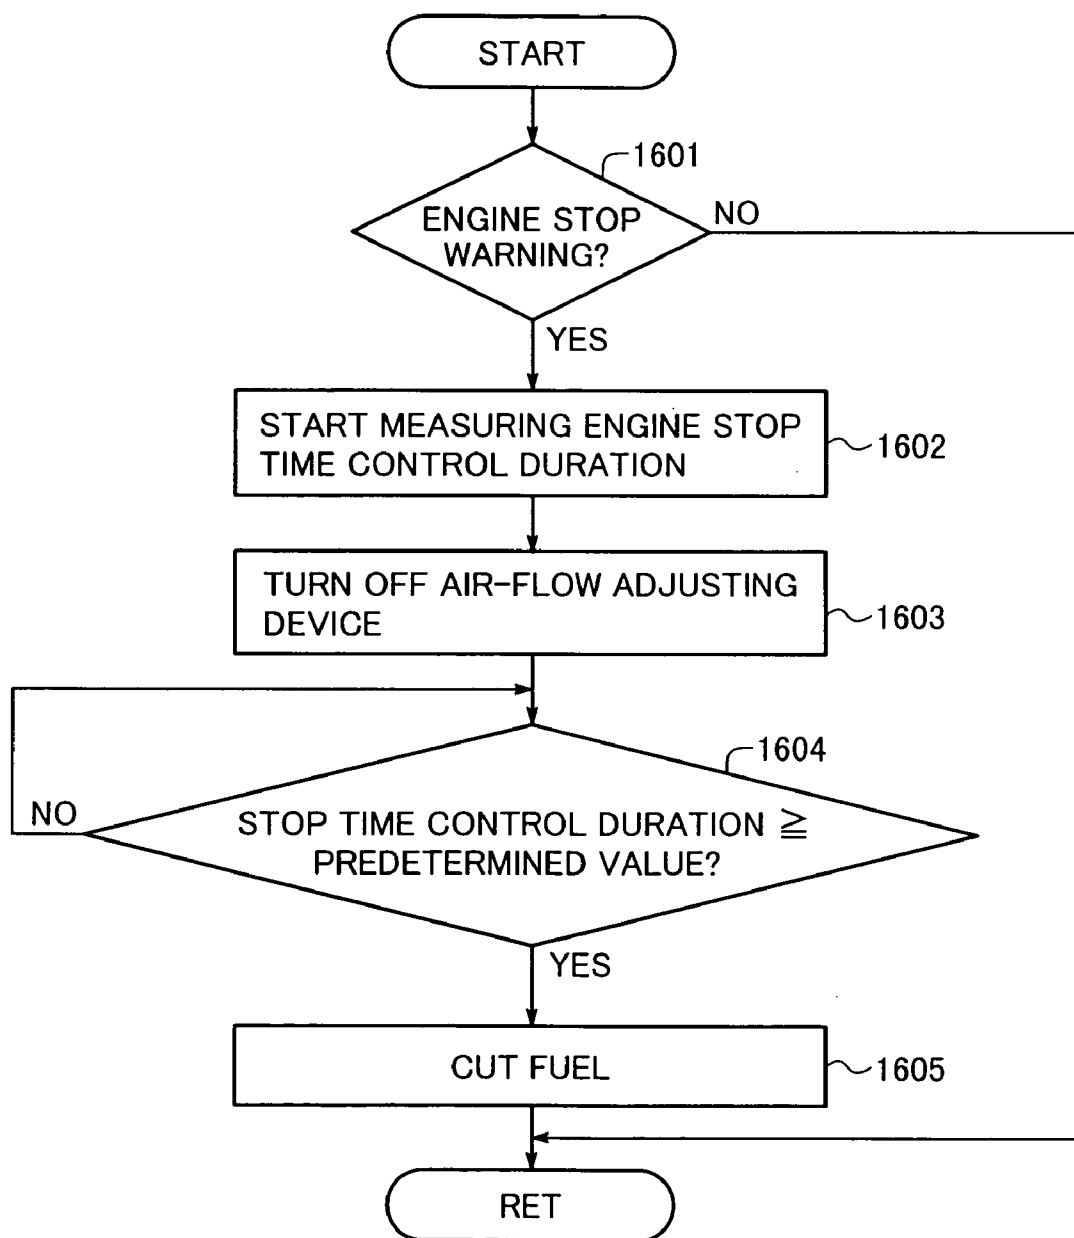 START
1601
ENGINE STOP
WARNING?
NO
YES
START MEASURING ENGINE STOP
TIME CONTROL DURATION
1602
TURN OFF AIR-FLOW ADJUSTING
DEVICE
1603
1604
NO
STOP TIME CONTROL DURATION ≧
PREDETERMINED VALUE?
YES
CUT FUEL
1605
RET